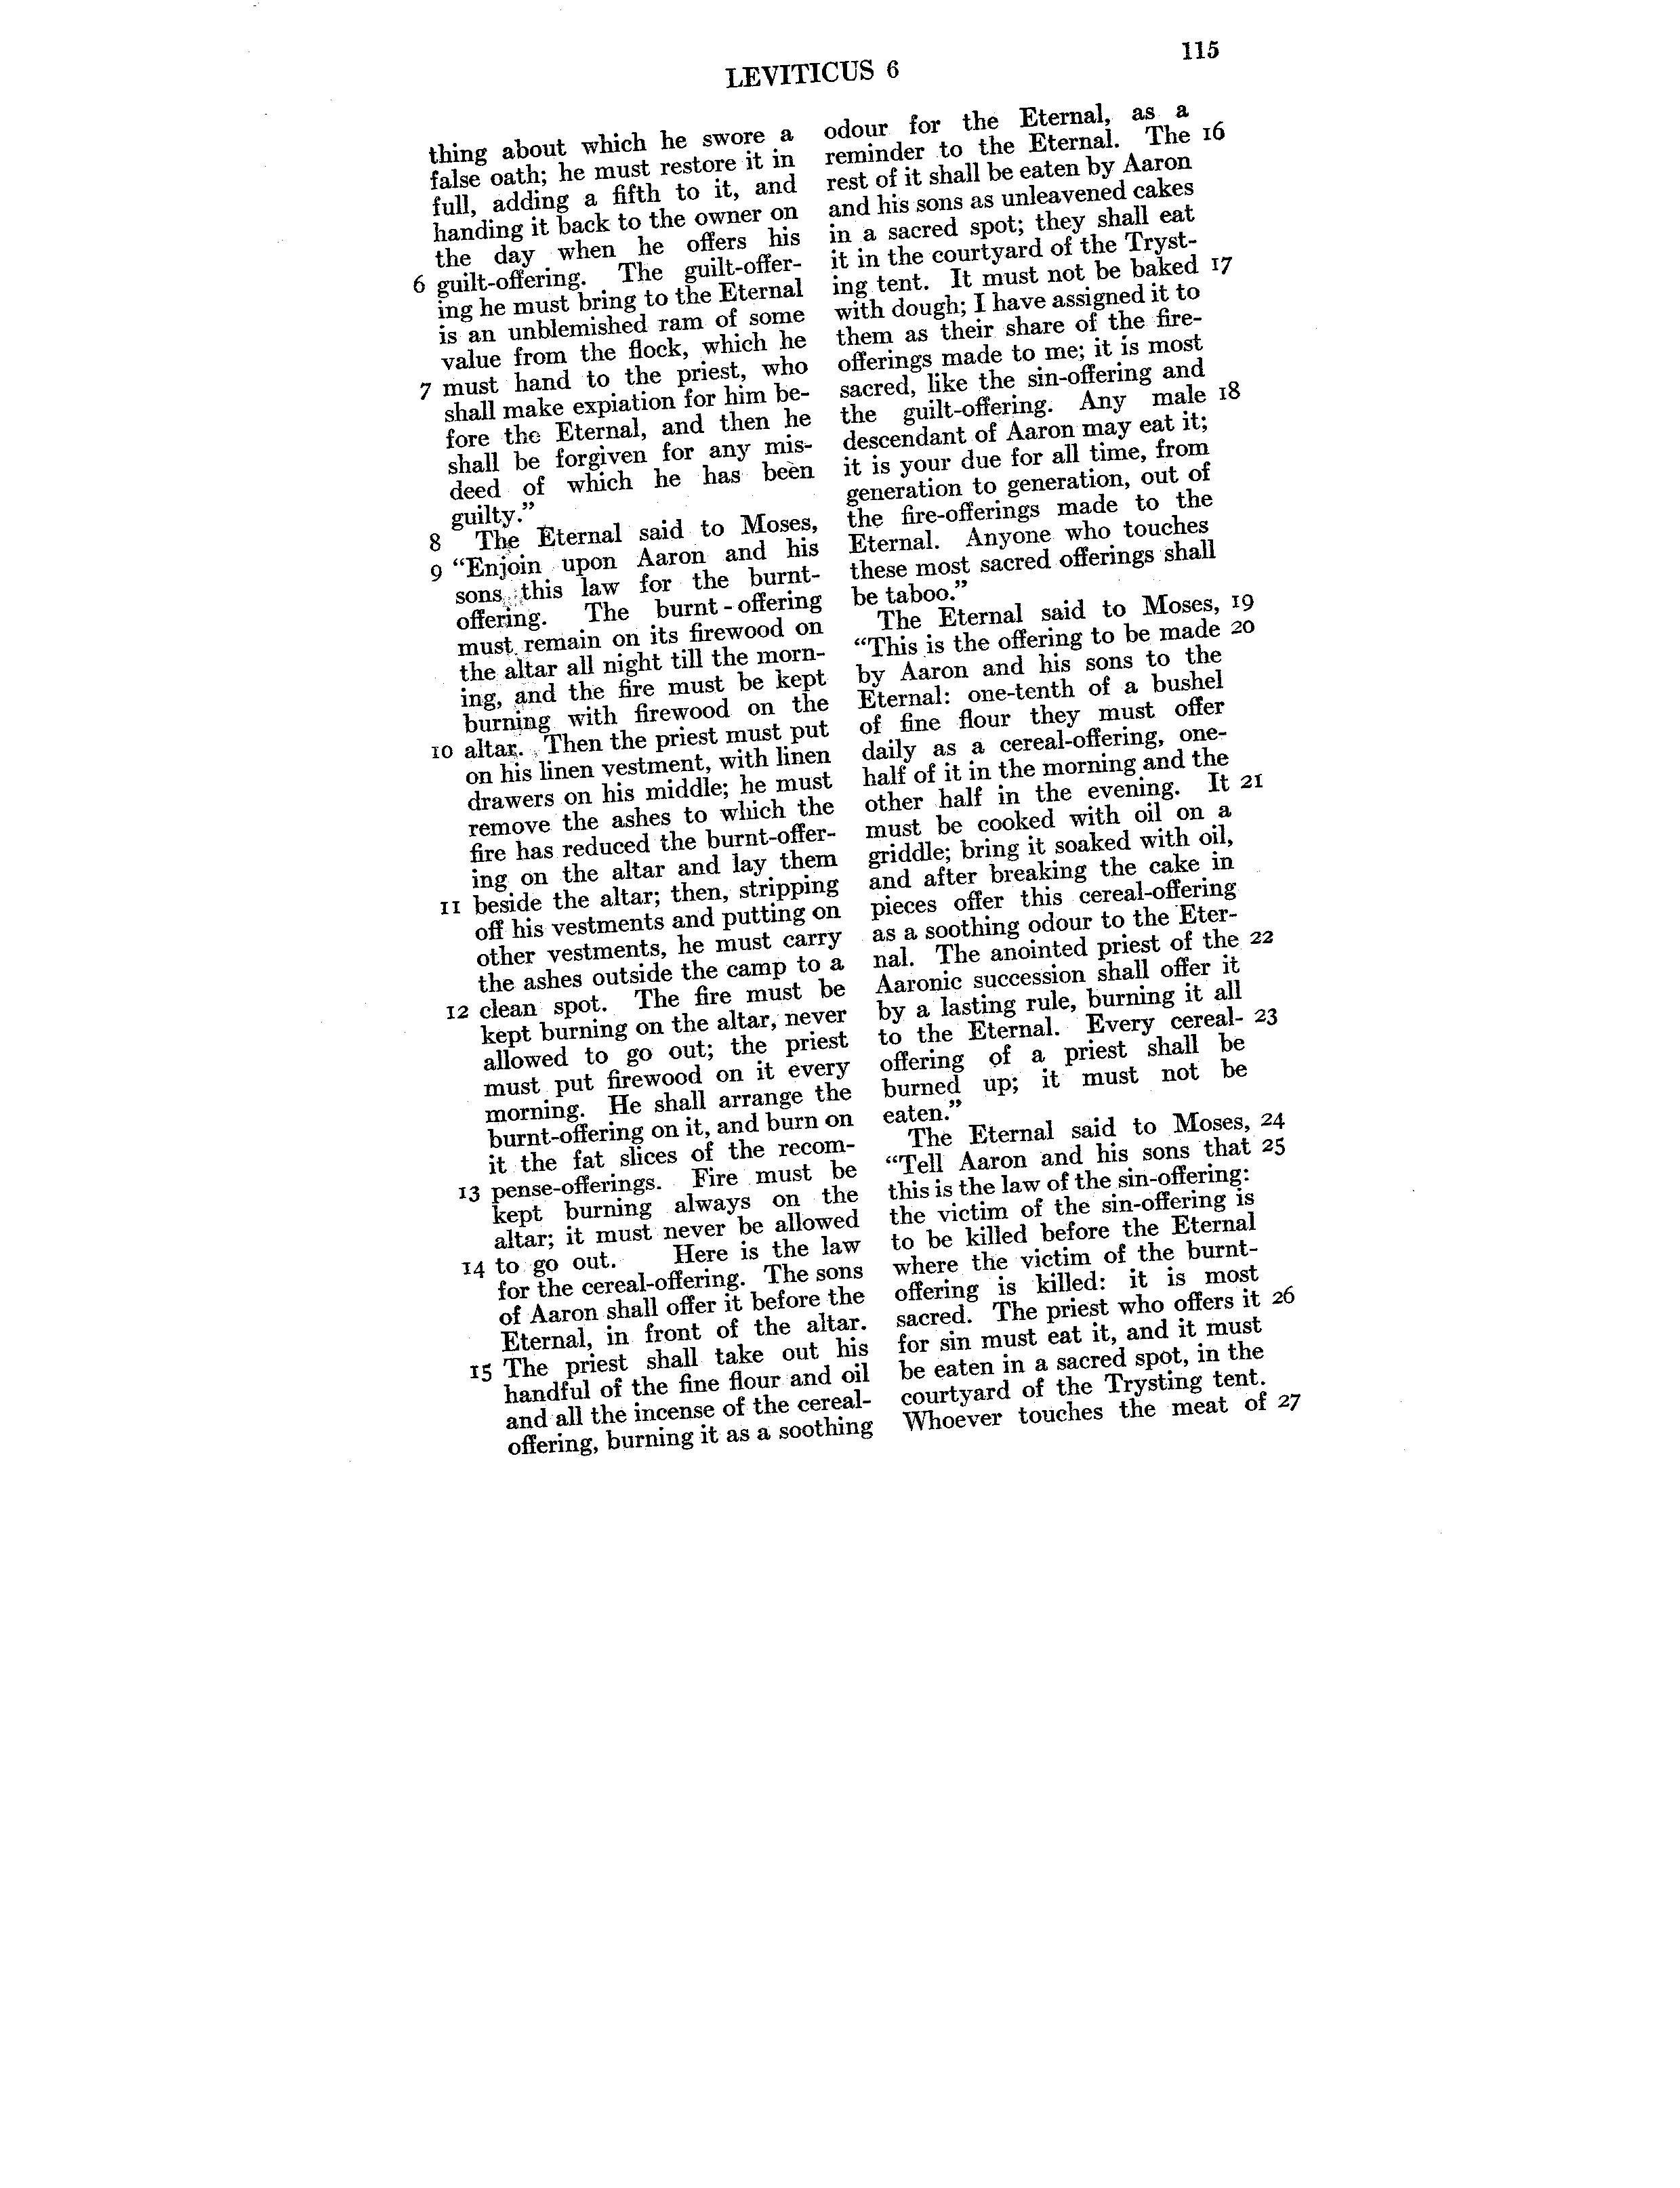 LEVITICUS 6
115
thing about which he swore a
false oath; he must restore it in
full, adding a fifth to it, and
handing it back to the owner on
the day when he offers his
6 guilt-offering. The guilt-offer-
ing he must bring to the Eternal
is an unblemished ram of some
value from the flock, which he
7 must hand to the priest, who
shall make expiation for him be-
fore the Eternal, and then he
shall be forgiven for any mis-
deed of which he has been
guilty.”
8 The Eternal said to Moses,
9 “Enjoin upon Aaron and his
sons this law for the burnt-
offering. The burnt-offering
must remain on its firewood on
the altar all night till the morn-
ing, and the fire must be kept
burning with firewood on the
10 altar. Then the priest must put
on his linen vestment, with linen
drawers on his middle; he must
remove the ashes to which the
fire has reduced the burnt-offer-
ing on the altar and lay them
11 beside the altar; then, stripping
off his vestments and putting on
other vestments, he must carry
the ashes outside the camp to a
12 clean spot. The fire must be
kept burning on the altar, never
allowed to go out; the priest
must put firewood on it every
morning. He shall arrange the
burnt-offering on it, and burn on
it the fat slices of the recom-
13 pense-offerings. Fire must be
kept burning always on the
altar; it must never be allowed
14 to go out. Here is the law
for the cereal-offering. The sons
of Aaron shall offer it before the
Eternal, in front of the altar.
15 The priest shall take out his
handful of the fine flour and oil
and all the incense of the cereal-
offering, burning it as a soothing
odour for the Eternal, as a
reminder to the Eternal. The 16
rest of it shall be eaten by Aaron
and his sons as unleavened cakes
in a sacred spot; they shall eat
it in the courtyard of the Tryst-
ing tent. It must not be baked 17
with dough; I have assigned it to
them as their share of the fire-
offerings made to me; it is most
sacred, like the sin-offering and
the guilt-offering. Any male 18
descendant of Aaron may eat it;
it is your due for all time, from
generation to generation, out of
the fire-offerings made to the
Eternal. Anyone who touches
these most sacred offerings shall
be taboo.”
The Eternal said to Moses, 19
“This is the offering to be made 20
by Aaron and his sons to the
Eternal: one-tenth of a bushel
of fine flour they must offer
daily as a cereal-offering, one-
half of it in the morning and the
other half in the evening. It 21
must be cooked with oil on a
griddle; bring it soaked with oil,
and after breaking the cake in
pieces offer this cereal-offering
as a soothing odour to the Eter-
nal. The anointed priest of the 22
Aaronic succession shall offer it
by a lasting rule, burning it all
to the Eternal. Every cereal- 23
offering of a priest shall be
burned up; it must not be
eaten.”
The Eternal said to Moses, 24
“Tell Aaron and his sons that 25
this is the law of the sin-offering:
the victim of the sin-offering is
to be killed before the Eternal
where the victim of the burnt-
offering is killed: it is most
sacred. The priest who offers it 26
for sin must eat it, and it must
be eaten in a sacred spot, in the
courtyard of the Trysting tent.
Whoever touches the meat of 27